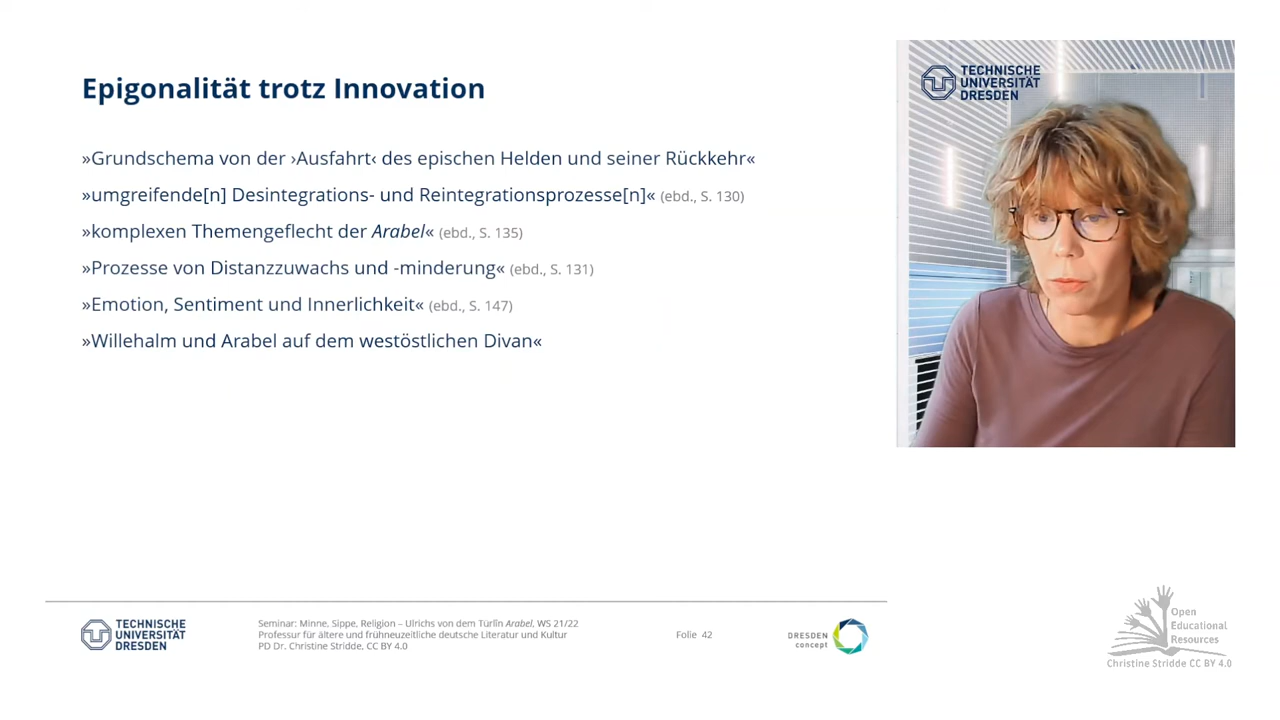 Epigonalität trotz Innovation
»Grundschema von der ›Ausfahrt‹ des epischen Helden und seiner Rückkehr«
»umgreifende[n] Desintegrations- und Reintegrationsprozesse[n]« (ebd., S. 130)
»komplexen Themengeflecht der Arabel« (ebd., S. 135)
»Prozesse von Distanzzuwachs und -minderung« (ebd., S. 131)
»Emotion, Sentiment und Innerlichkeit« (ebd., S. 147)
»Willehalm und Arabel auf dem westöstlichen Divan«
TECHNISCHE
UNIVERSITÄT
DRESDEN
TECHNISCHE
UNIVERSITÄT
DRESDEN
Seminar: Minne, Sippe, Religion – Ulrichs von dem Türlîn Arabel, WS 21/22
Professur für ältere und frühneuzeitliche deutsche Literatur und Kultur
PD Dr. Christine Stridde, CC BY 4.0
Folie 42
DRESDEN
concept
Open
Educational
Resources
Christine Stridde CC BY 4.0